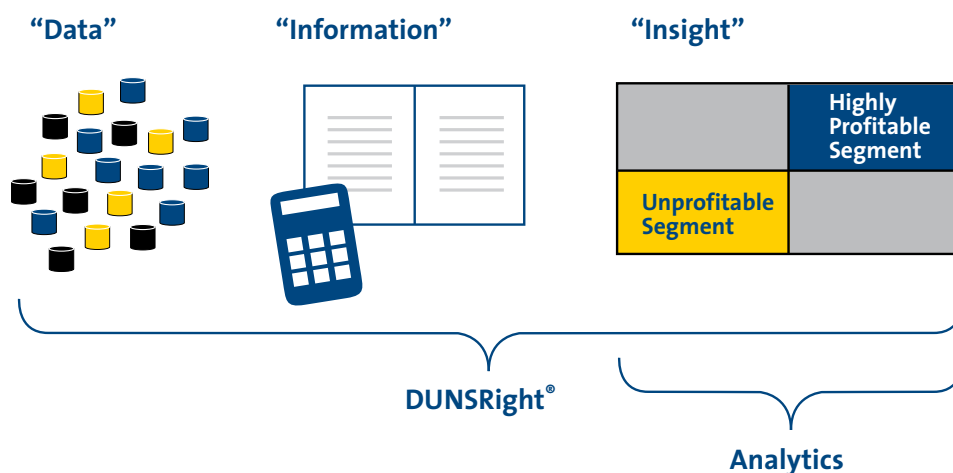 “Data”
“Information”
“Insight”
Highly
Profitable
Segment
Unprofitable
Segment
DUNSRight®
Analytics